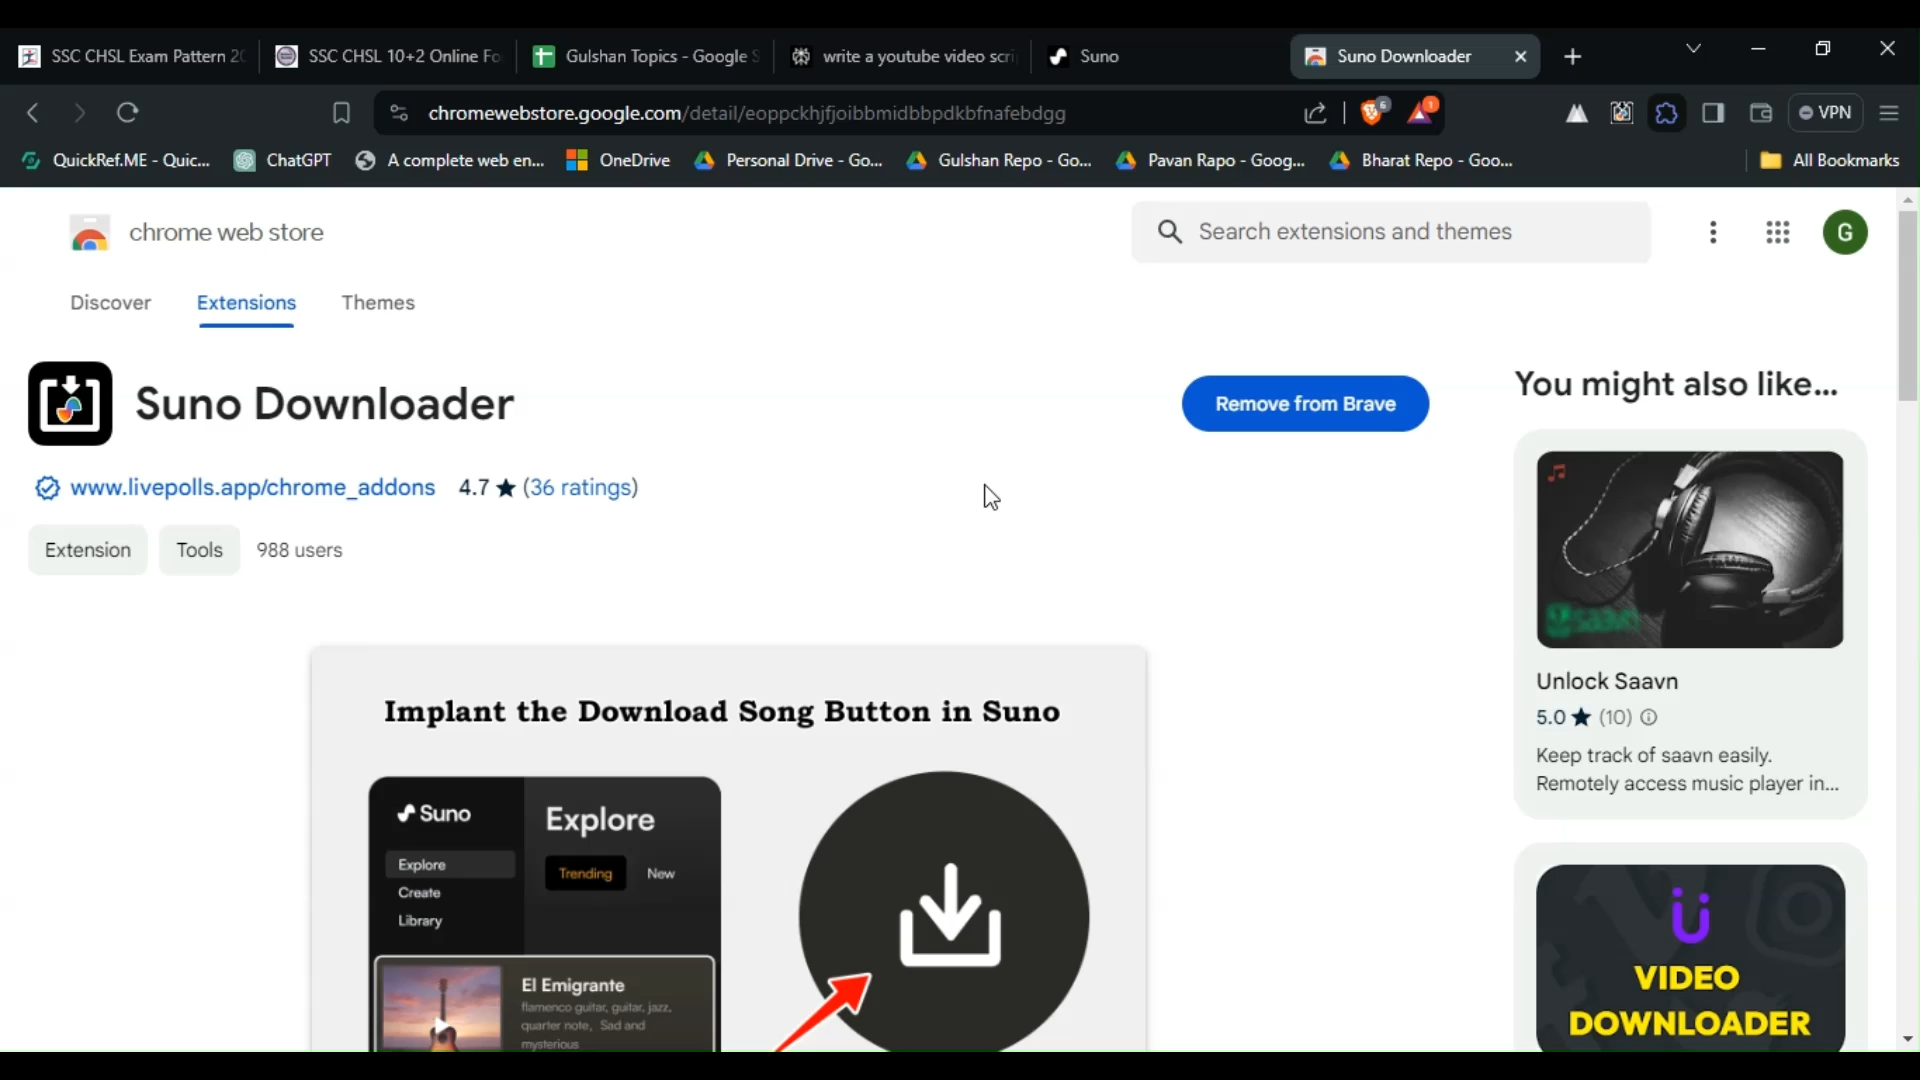 SSC CHSL Exam Pattern 20
SSC CHSL 10+2 Online Fo
Gulshan Topics - Google S
write a youtube video scri
Suno
Suno Downloader
chromewebstore.google.com/detail/eoppckhjfjoibbmidbbpdkbfnafebdgg
6
1
VPN
QuickRef.ME - Quic...
ChatGPT
A complete web en...
OneDrive
Personal Drive - Go...
Gulshan Repo - Go...
Pavan Rapo - Goog...
Bharat Repo - Goo...
All Bookmarks
chrome web store
Search extensions and themes
G
Discover
Extensions
Themes
Suno Downloader
Remove from Brave
www.livepolls.app/chrome_addons 4.7 ★ (36 ratings)
Extension
Tools
988 users
Implant the Download Song Button in Suno
Suno
Explore
Create
Library
Explore
Trending
New
El Emigrante
flamenco guitar, guitar, jazz,
quarter note, Sad and
mysterious
You might also like...
saavn
Unlock Saavn
5.0 ★ (10)
Keep track of saavn easily.
Remotely access music player in...
VIDEO
DOWNLOADER